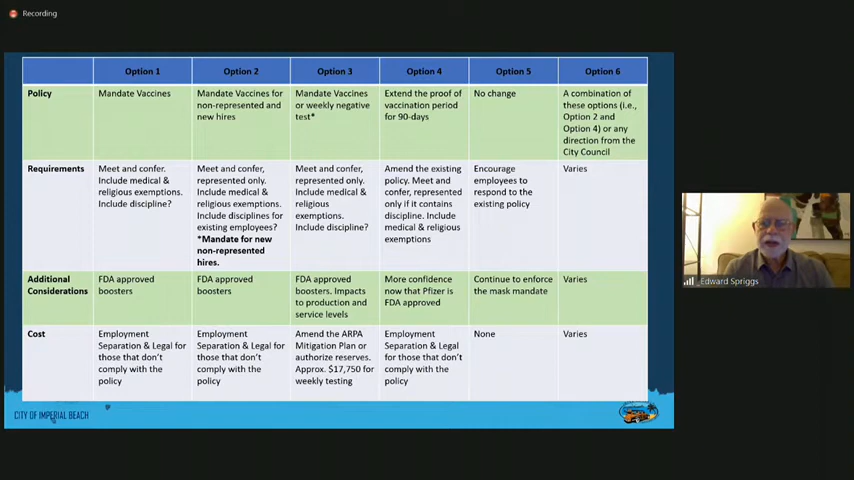 Recording
Option 1 Option 2 Option 3 Option 4 Option 5 Option 6
Policy
Mandate Vaccines
Mandate Vaccines for
non-represented and
new hires
Mandate Vaccines
or weekly negative
test*
Extend the proof of
vaccination period
for 90-days
No change
A combination of
these options (i.e.,
Option 2 and
Option 4) or any
direction from the
City Council
Requirements
Meet and confer.
Include medical &
religious exemptions.
Include discipline?
Meet and confer,
represented only.
Include medical &
religious exemptions.
Include disciplines for
existing employees?
*Mandate for new
non-represented
hires.
Meet and confer,
represented only.
Include medical &
religious
exemptions.
Include discipline?
Amend the existing
policy. Meet and
confer, represented
only if it contains
discipline. Include
medical & religious
exemptions
Encourage
employees to
respond to the
existing policy
Varies
Additional
Considerations
FDA approved
boosters
FDA approved
boosters
FDA approved
boosters. Impacts
to production and
service levels
More confidence
now that Pfizer is
FDA approved
Continue to enforce
the mask mandate
Varies
Cost
Employment
Separation & Legal for
those that don't
comply with the
policy
Employment
Separation & Legal for
those that don't
comply with the
policy
Amend the ARPA
Mitigation Plan or
authorize reserves.
Approx. $17,750 for
weekly testing
Employment
Separation & Legal
for those that don't
comply with the
policy
None
Varies
CITY OF IMPERIAL BEACH
Edward Spriggs